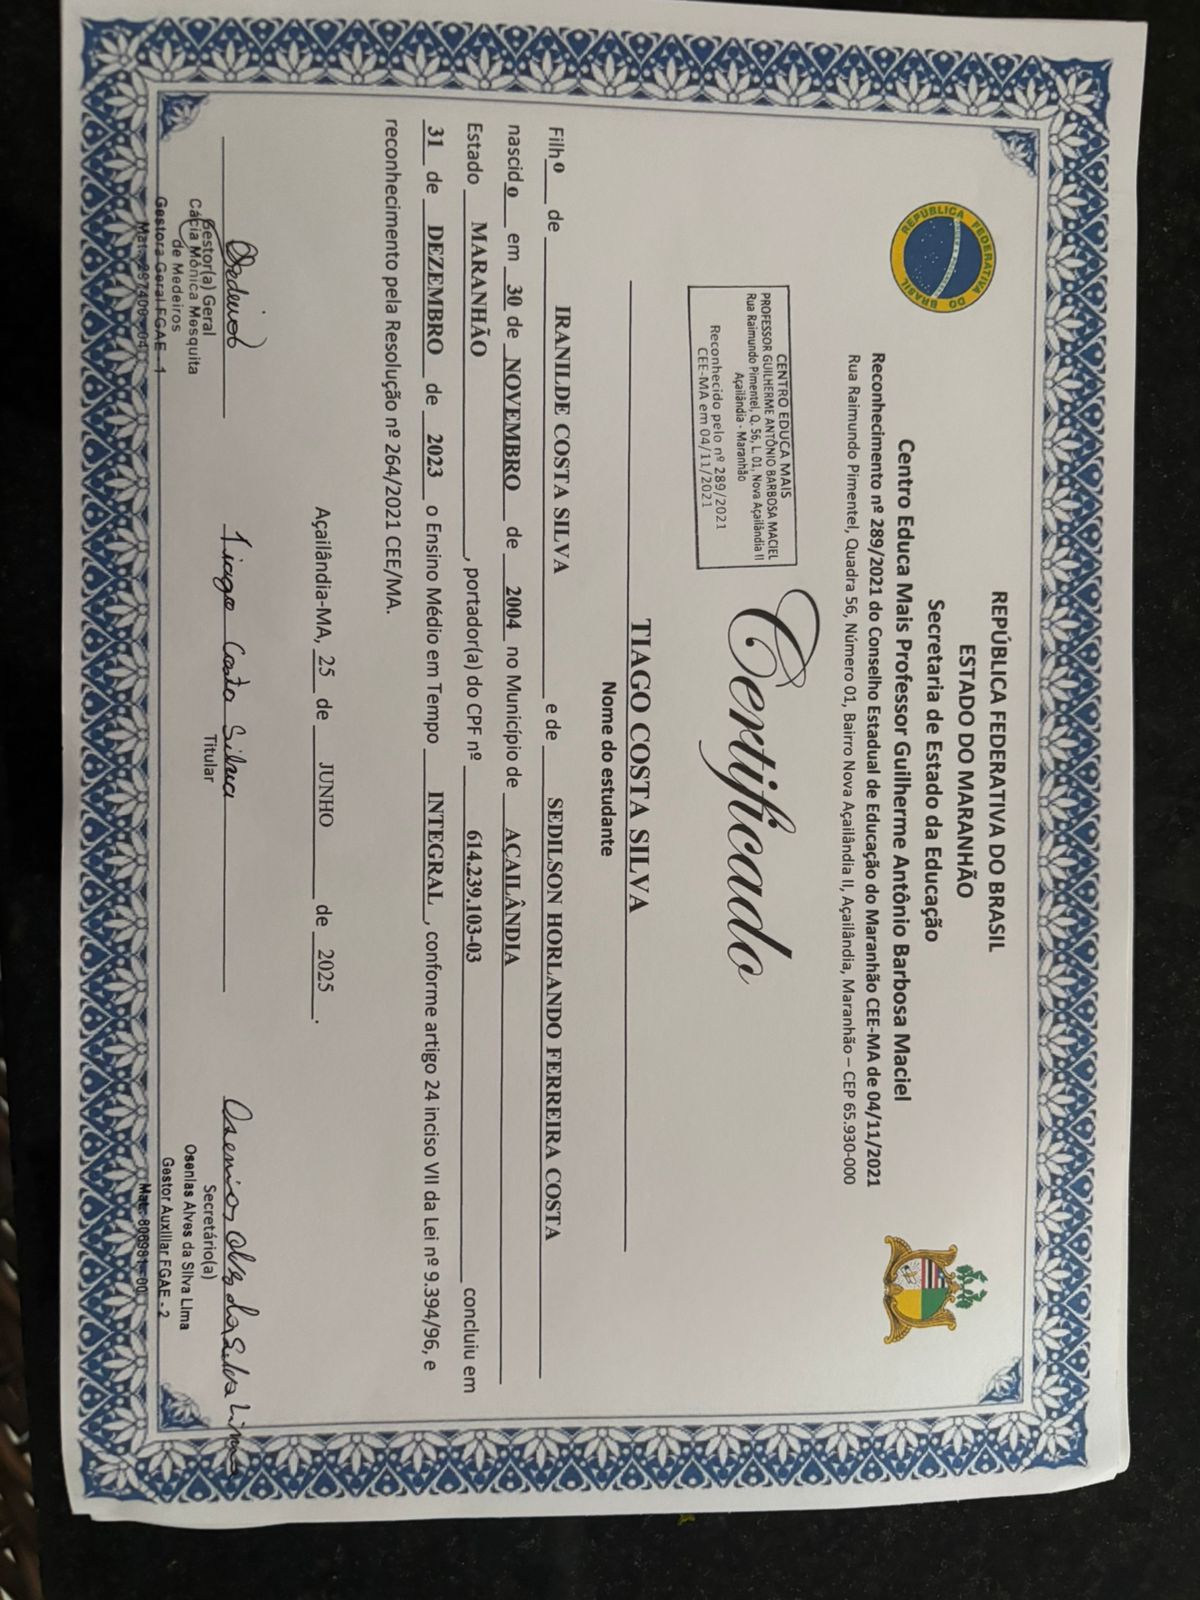 REPÚBLICA FEDERATIVA DO BRASIL
REPÚBLICA FEDERATIVA DO BRASIL
ESTADO DO MARANHÃO
Secretaria de Estado da Educação
Centro Educa Mais Professor Guilherme Antônio Barbosa Maciel
Reconhecimento nº 289/2021 do Conselho Estadual de Educação do Maranhão CEE-MA de 04/11/2021
Rua Raimundo Pimentel, Quadra 56, Número 01, Bairro Nova Açailândia II, Açailândia, Maranhão – CEP 65.930-000
CENTRO EDUCA MAIS
PROFESSOR GUILHERME ANTÔNIO BARBOSA MACIEL
Rua Raimundo Pimentel, Q. 56, L. 01, Nova Açailândia II
Açailândia - Maranhão
Reconhecido pelo nº 289/2021
CEE-MA em 04/11/2021
Certificado
TIAGO COSTA SILVA
Nome do estudante
Filho de IRANILDE COSTA SILVA e de SEDILSON HORLANDO FERREIRA COSTA
nascido em 30 de NOVEMBRO de 2004 no Município de AÇAILÂNDIA
Estado MARANHÃO, portador(a) do CPF nº 614.239.103-03 concluiu em
31 de DEZEMBRO de 2023 o Ensino Médio em Tempo INTEGRAL, conforme artigo 24 inciso VII da Lei nº 9.394/96, e
reconhecimento pela Resolução nº 264/2021 CEE/MA.
Açailândia-MA, 25 de JUNHO de 2025.
Tiago Costa Silva
Osenias Alves da Silva Lima
Gestor(a) Geral
Titular
Secretário(a)
Cácia Mônica Mesquita
de Medeiros
Gestora Geral FGAE - 1
Osenias Alves da Silva Lima
Gestor Auxiliar FGAE - 2
Mat.: 806981-00